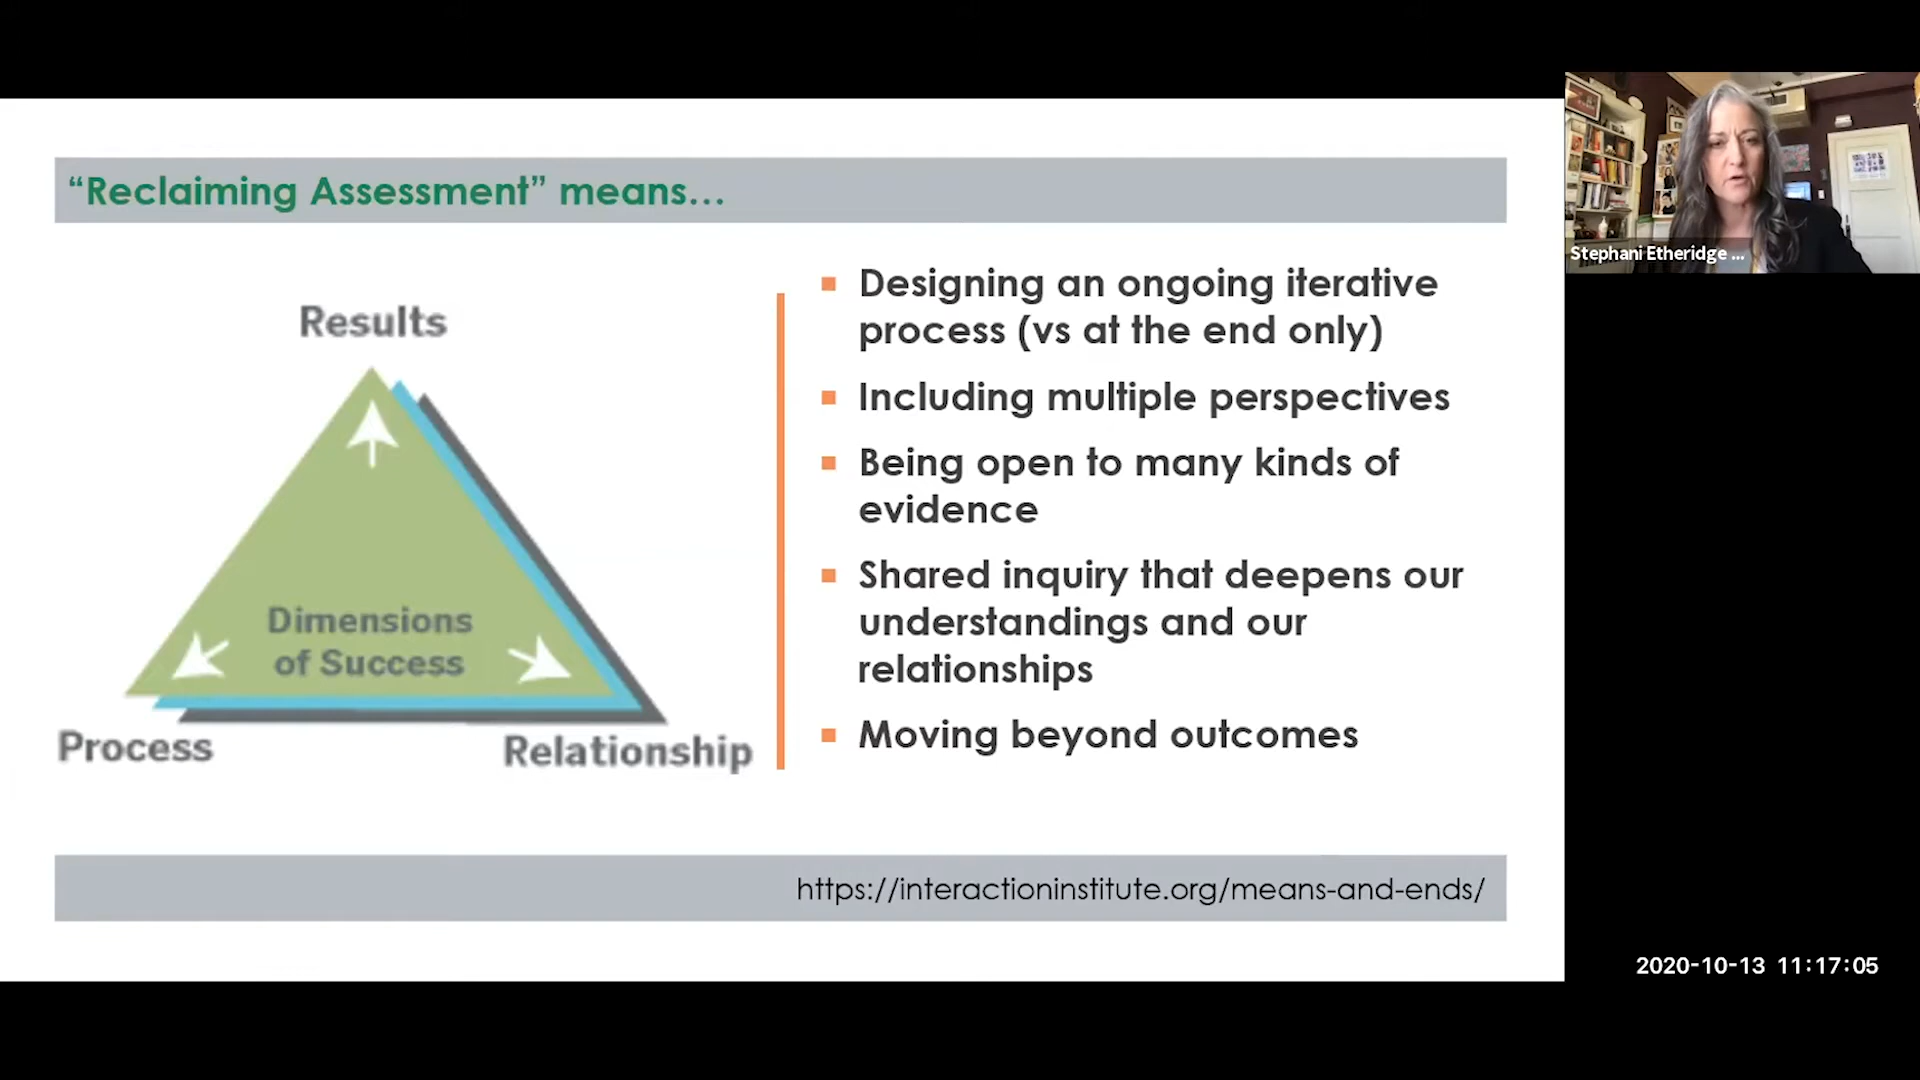 “Reclaiming Assessment” means...
Results
Dimensions
of Success
Process
Relationship
▪ Designing an ongoing iterative
process (vs at the end only)
▪ Including multiple perspectives
▪ Being open to many kinds of
evidence
▪ Shared inquiry that deepens our
understandings and our
relationships
▪ Moving beyond outcomes
https://interactioninstitute.org/means-and-ends/
Stephani Etheridge ...
2020-10-13 11:17:05